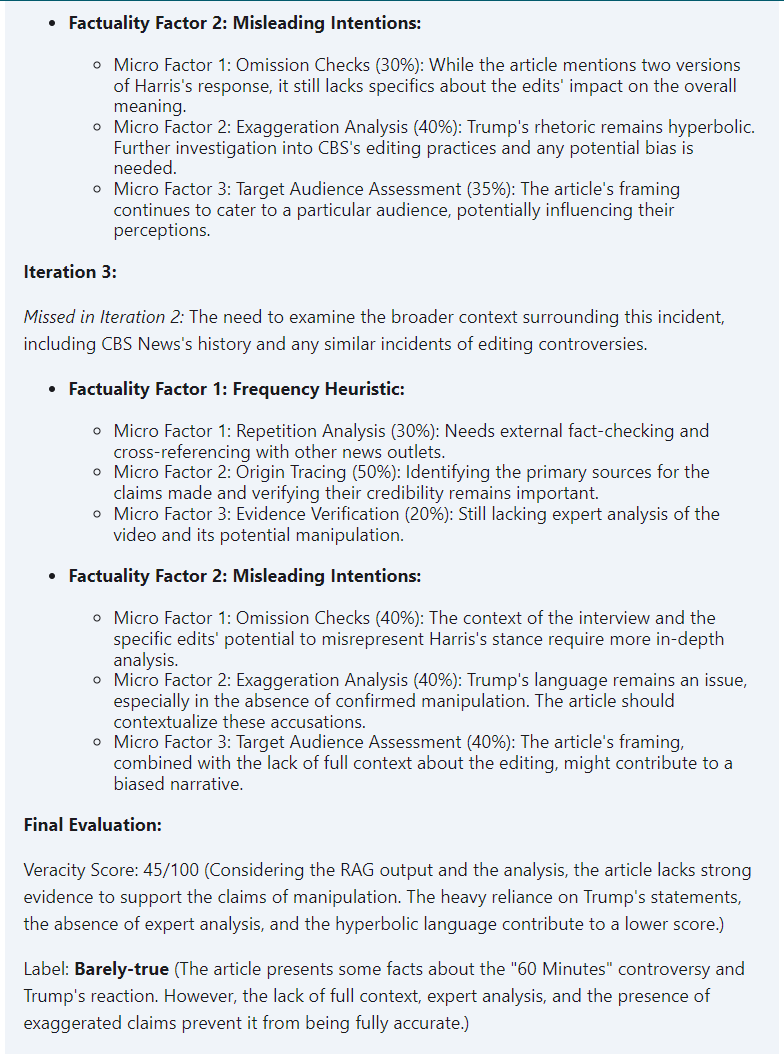 • Factuality Factor 2: Misleading Intentions:
○ Micro Factor 1: Omission Checks (30%): While the article mentions two versions
of Harris's response, it still lacks specifics about the edits' impact on the overall
meaning.
○ Micro Factor 2: Exaggeration Analysis (40%): Trump's rhetoric remains hyperbolic.
Further investigation into CBS's editing practices and any potential bias is
needed.
○ Micro Factor 3: Target Audience Assessment (35%): The article's framing
continues to cater to a particular audience, potentially influencing their
perceptions.
Iteration 3:
Missed in Iteration 2: The need to examine the broader context surrounding this incident,
including CBS News's history and any similar incidents of editing controversies.
• Factuality Factor 1: Frequency Heuristic:
○ Micro Factor 1: Repetition Analysis (30%): Needs external fact-checking and
cross-referencing with other news outlets.
○ Micro Factor 2: Origin Tracing (50%): Identifying the primary sources for the
claims made and verifying their credibility remains important.
○ Micro Factor 3: Evidence Verification (20%): Still lacking expert analysis of the
video and its potential manipulation.
• Factuality Factor 2: Misleading Intentions:
○ Micro Factor 1: Omission Checks (40%): The context of the interview and the
specific edits' potential to misrepresent Harris's stance require more in-depth
analysis.
○ Micro Factor 2: Exaggeration Analysis (40%): Trump's language remains an issue,
especially in the absence of confirmed manipulation. The article should
contextualize these accusations.
○ Micro Factor 3: Target Audience Assessment (40%): The article's framing,
combined with the lack of full context about the editing, might contribute to a
biased narrative.
Final Evaluation:
Veracity Score: 45/100 (Considering the RAG output and the analysis, the article lacks strong
evidence to support the claims of manipulation. The heavy reliance on Trump's statements,
the absence of expert analysis, and the hyperbolic language contribute to a lower score.)
Label: Barely-true (The article presents some facts about the "60 Minutes" controversy and
Trump's reaction. However, the lack of full context, expert analysis, and the presence of
exaggerated claims prevent it from being fully accurate.)